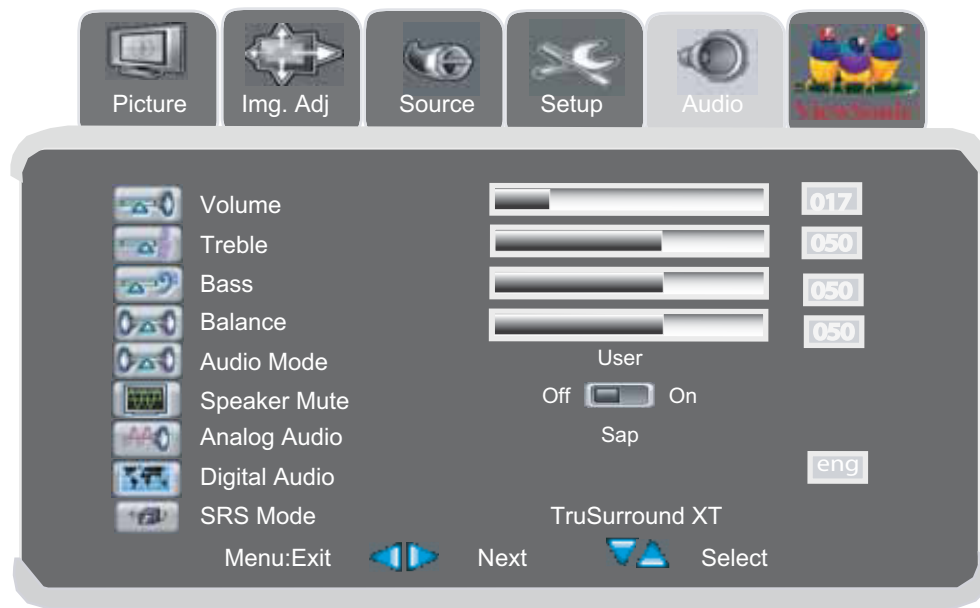 Picture Img. Adj Source Setup Audio ViewSonic
Volume 017
Treble 050
Bass 050
Balance 050
Audio Mode User
Speaker Mute Off On
Analog Audio Sap
Digital Audio eng
SRS Mode TruSurround XT
Menu:Exit Next Select